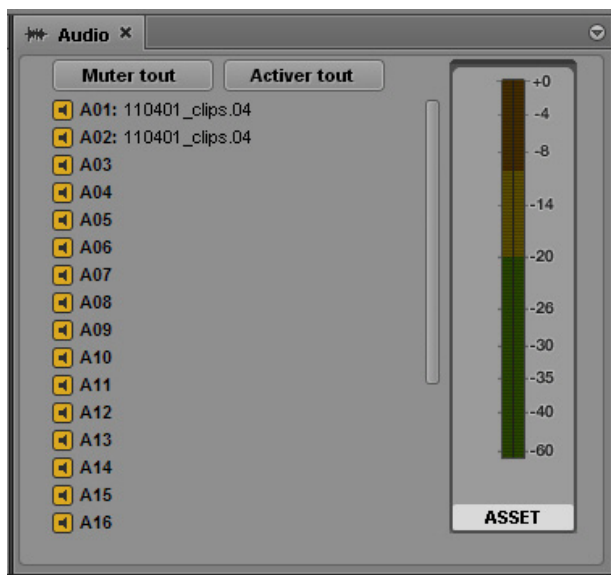 Audio ×
Muter tout
Activer tout
A01: 110401_clips.04
A02: 110401_clips.04
A03
A04
A05
A06
A07
A08
A09
A10
A11
A12
A13
A14
A15
A16
+0
-4
-8
-14
-20
-26
-30
-35
-40
-60
ASSET